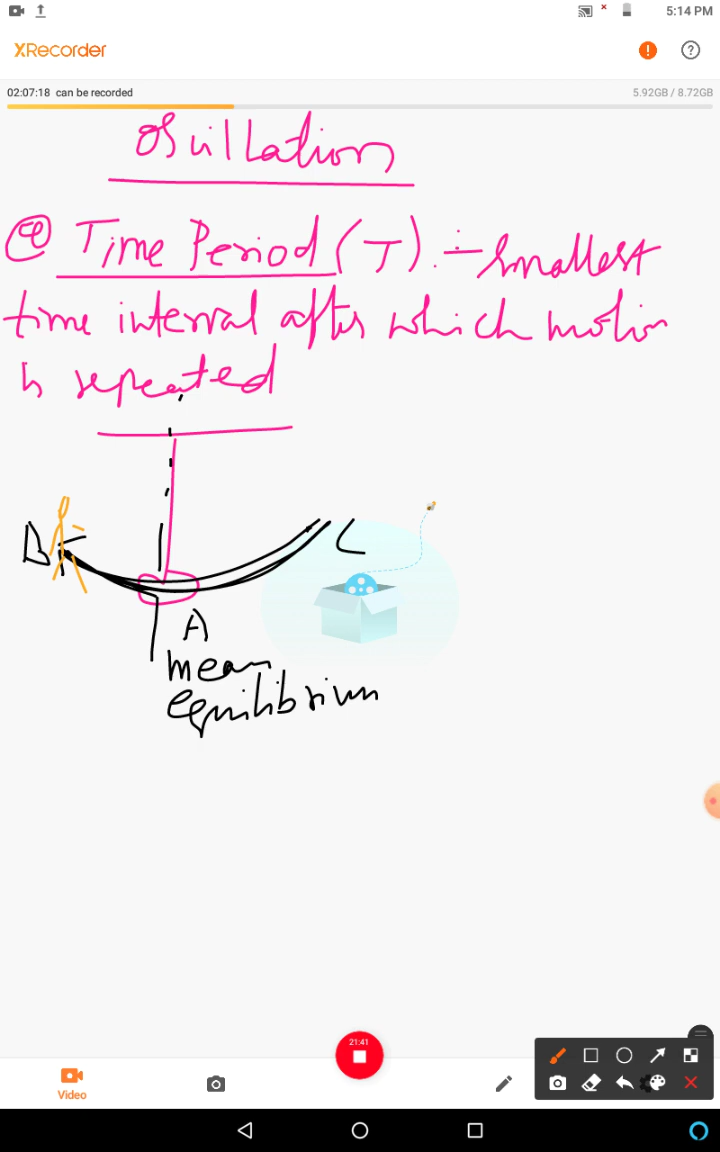 5:14 PM
XRecorder
02:07:18 can be recorded
5.92GB / 8.72GB
Oscillation
@ Time Period (T) :- Smallest
time interval after which motion
is repeated
B
C
A
mean
equilibrium
21:41
Video